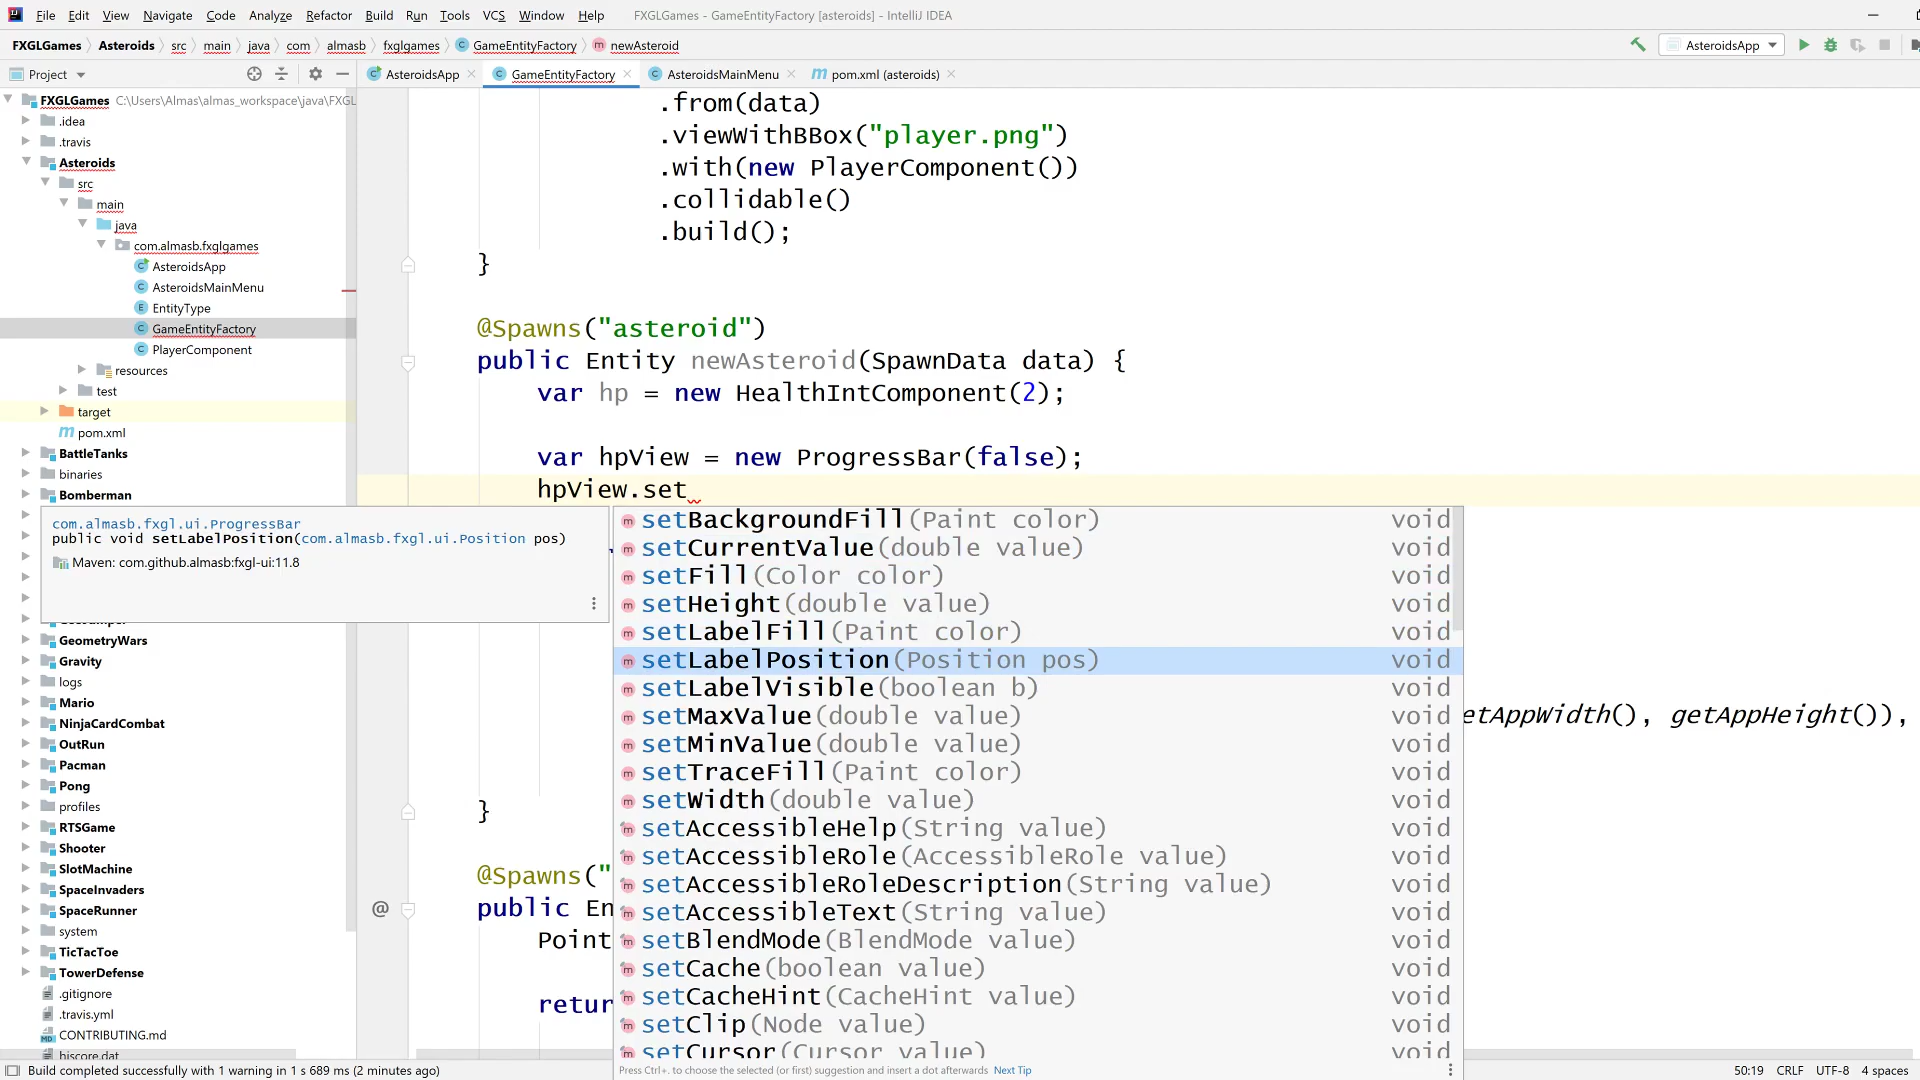 File Edit View Navigate Code Analyze Refactor Build Run Tools VCS Window Help FXGLGames - GameEntityFactory [asteroids] - IntelliJ IDEA
FXGLGames Asteroids src main java com almasb fxglgames GameEntityFactory newAsteroid AsteroidsApp
Project AsteroidsApp GameEntityFactory AsteroidsMainMenu pom.xml (asteroids)
FXGLGames C:\Users\Almas\almas_workspace\java\FXGL
.idea
.travis
Asteroids
src
main
java
com.almasb.fxglgames
AsteroidsApp
AsteroidsMainMenu
EntityType
GameEntityFactory
PlayerComponent
resources
test
target
pom.xml
BattleTanks
binaries
Bomberman
GeometryWars
Gravity
logs
Mario
NinjaCardCombat
OutRun
Pacman
Pong
profiles
RTSGame
Shooter
SlotMachine
SpaceInvaders
SpaceRunner
system
TicTacToe
TowerDefense
.gitignore
.travis.yml
CONTRIBUTING.md
hiscore.dat
.from(data)
.viewWithBBox("player.png")
.with(new PlayerComponent())
.collidable()
.build();
}
@Spawns("asteroid")
public Entity newAsteroid(SpawnData data) {
var hp = new HealthIntComponent(2);
var hpView = new ProgressBar(false);
hpView.set
com.almasb.fxgl.ui.ProgressBar
public void setLabelPosition(com.almasb.fxgl.ui.Position pos)
Maven: com.github.almasb:fxgl-ui:11.8
setBackgroundFill(Paint color) void
setCurrentValue(double value) void
setFill(Color color) void
setHeight(double value) void
setLabelFill(Paint color) void
setLabelPosition(Position pos) void
setLabelVisible(boolean b) void
setMaxValue(double value) void
setMinValue(double value) void
setTraceFill(Paint color) void
setWidth(double value) void
setAccessibleHelp(String value) void
setAccessibleRole(AccessibleRole value) void
setAccessibleRoleDescription(String value) void
setAccessibleText(String value) void
setBlendMode(BlendMode value) void
setCache(boolean value) void
setCacheHint(CacheHint value) void
setClip(Node value) void
setCursor(Cursor value) void
Press Ctrl+. to choose the selected (or first) suggestion and insert a dot afterwards Next Tip
etAppWidth(), getAppHeight()),
}
@Spawns("
@ public En
Point
retur
Build completed successfully with 1 warning in 1 s 689 ms (2 minutes ago) 50:19 CRLF UTF-8 4 spaces